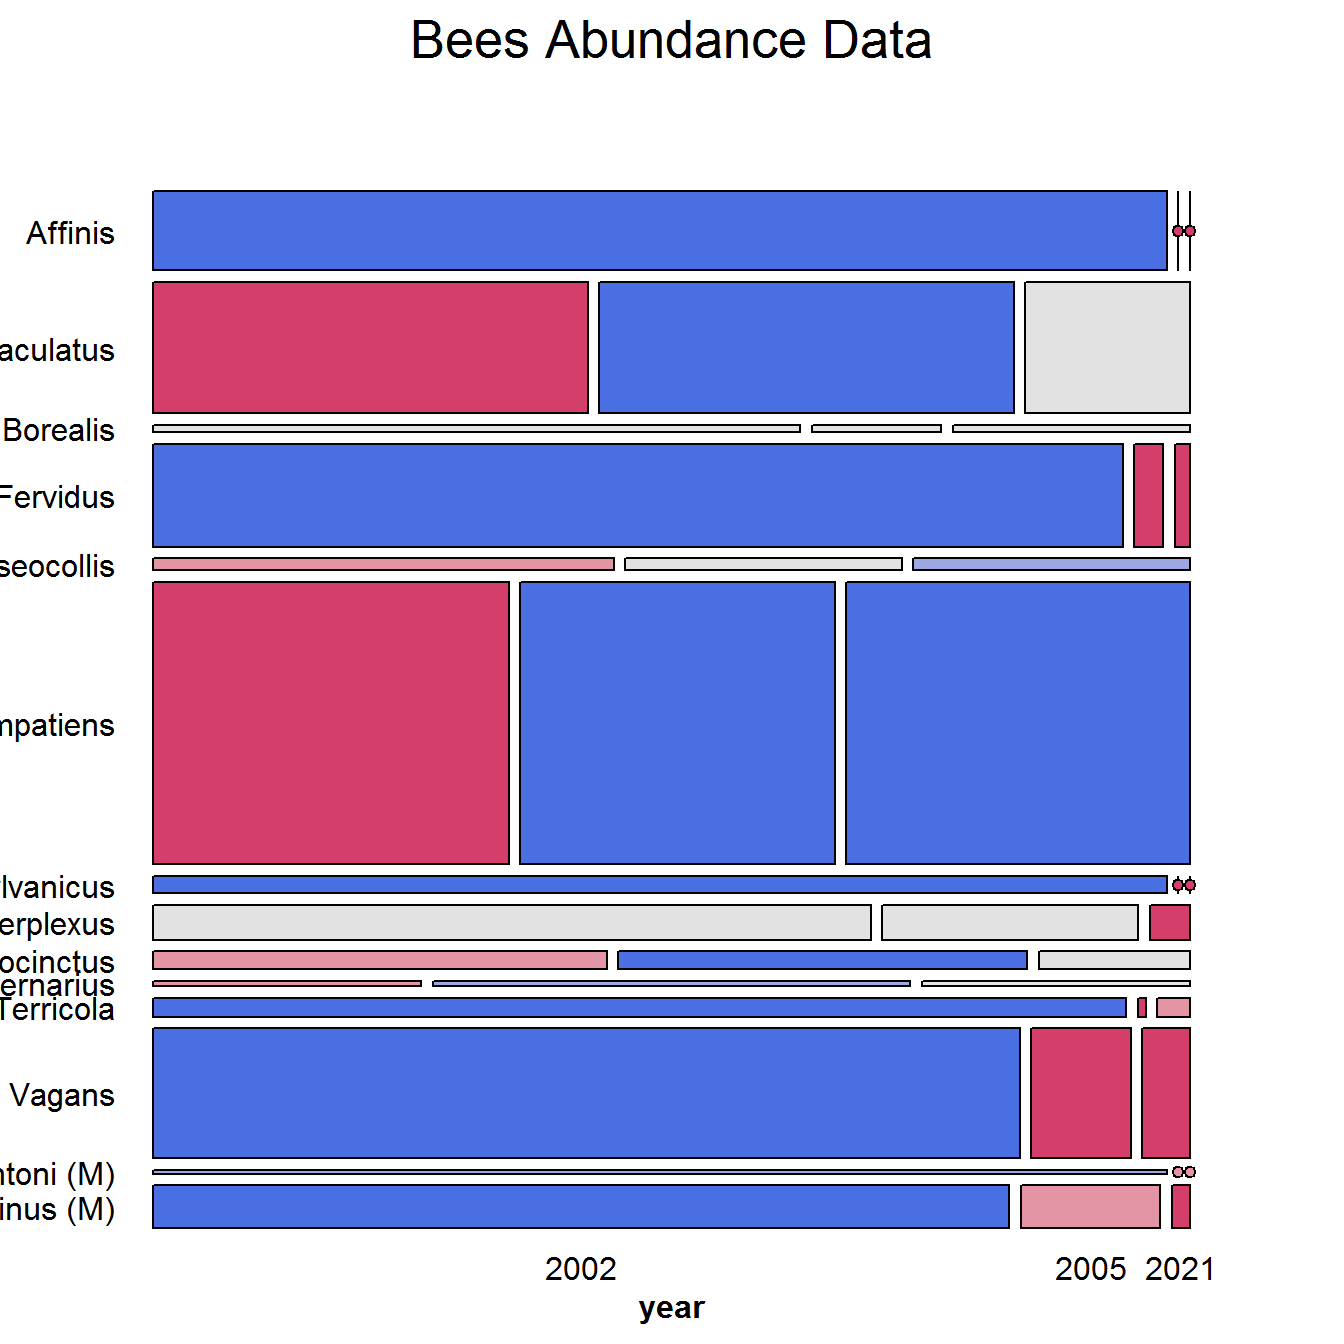 Bees Abundance Data
Affinis
aculatus
Borealis
Fervidus
seocollis
mpatiens
lvanicus
erplexus
ocinctus
ernarius
Terricola
Vagans
ntoni (M)
inus (M)
2002 2005 2021
year